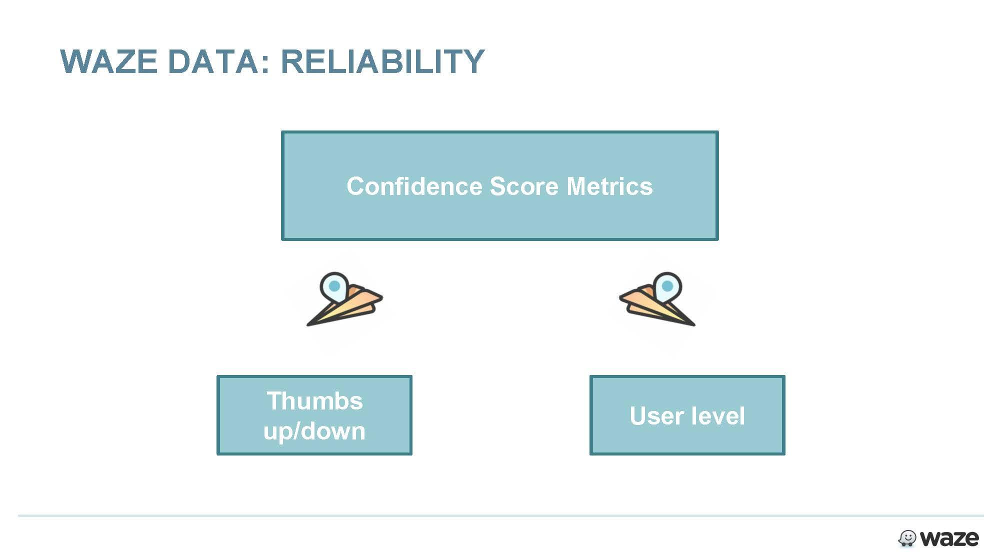 WAZE DATA: RELIABILITY
Confidence Score Metrics
Thumbs
up/down
User level
waze